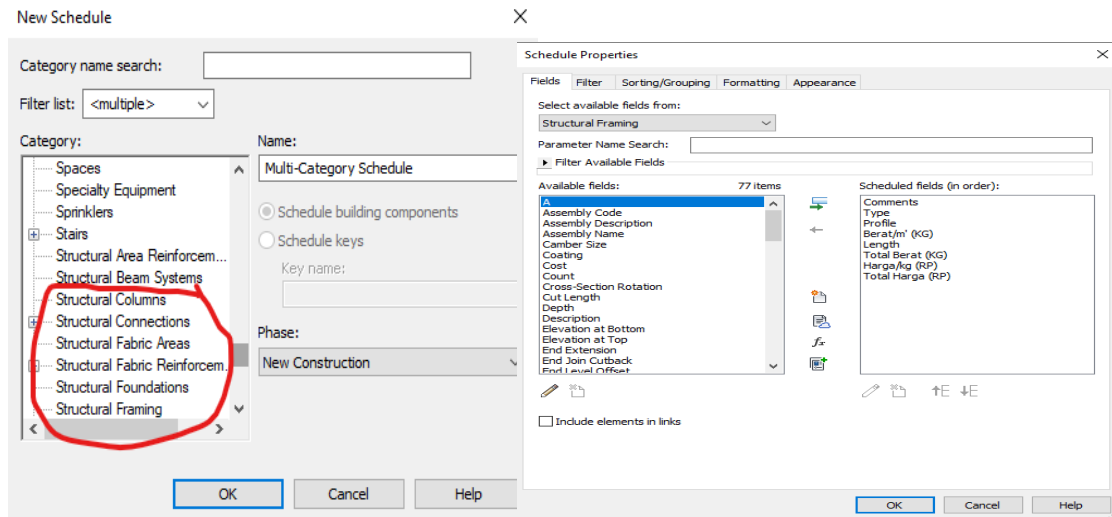 New Schedule
Category name search:
Filter list: <multiple>
Category:
Spaces
Specialty Equipment
Sprinklers
Stairs
Structural Area Reinforcem...
Structural Beam Systems
Structural Columns
Structural Connections
Structural Fabric Areas
Structural Fabric Reinforcem.
Structural Foundations
Structural Framing
Name:
Multi-Category Schedule
Schedule building components
Schedule keys
Key name:
Phase:
New Construction
OK Cancel Help
Schedule Properties
Fields Filter Sorting/Grouping Formatting Appearance
Select available fields from:
Structural Framing
Parameter Name Search:
Filter Available Fields
Available fields: 77 items
A
Assembly Code
Assembly Description
Assembly Name
Camber Size
Coating
Cost
Count
Cross-Section Rotation
Cut Length
Depth
Description
Elevation at Bottom
Elevation at Top
End Extension
End Join Cutback
End Level Offset
Scheduled fields (in order):
Comments
Type
Profile
Berat/m' (KG)
Length
Total Berat (KG)
Harga/kg (RP)
Total Harga (RP)
fx
Include elements in links
OK Cancel Help